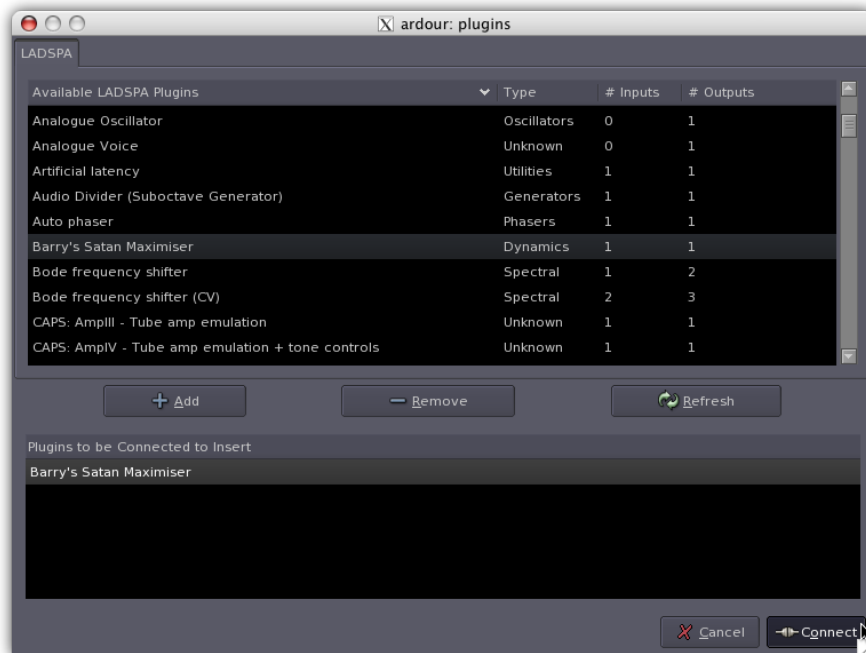 ardour: plugins
LADSPA
Available LADSPA Plugins Type # Inputs # Outputs
Analogue Oscillator Oscillators 0 1
Analogue Voice Unknown 0 1
Artificial latency Utilities 1 1
Audio Divider (Suboctave Generator) Generators 1 1
Auto phaser Phasers 1 1
Barry's Satan Maximiser Dynamics 1 1
Bode frequency shifter Spectral 1 2
Bode frequency shifter (CV) Spectral 2 3
CAPS: AmpIII - Tube amp emulation Unknown 1 1
CAPS: AmpIV - Tube amp emulation + tone controls Unknown 1 1
Add Remove Refresh
Plugins to be Connected to Insert
Barry's Satan Maximiser
Cancel Connect